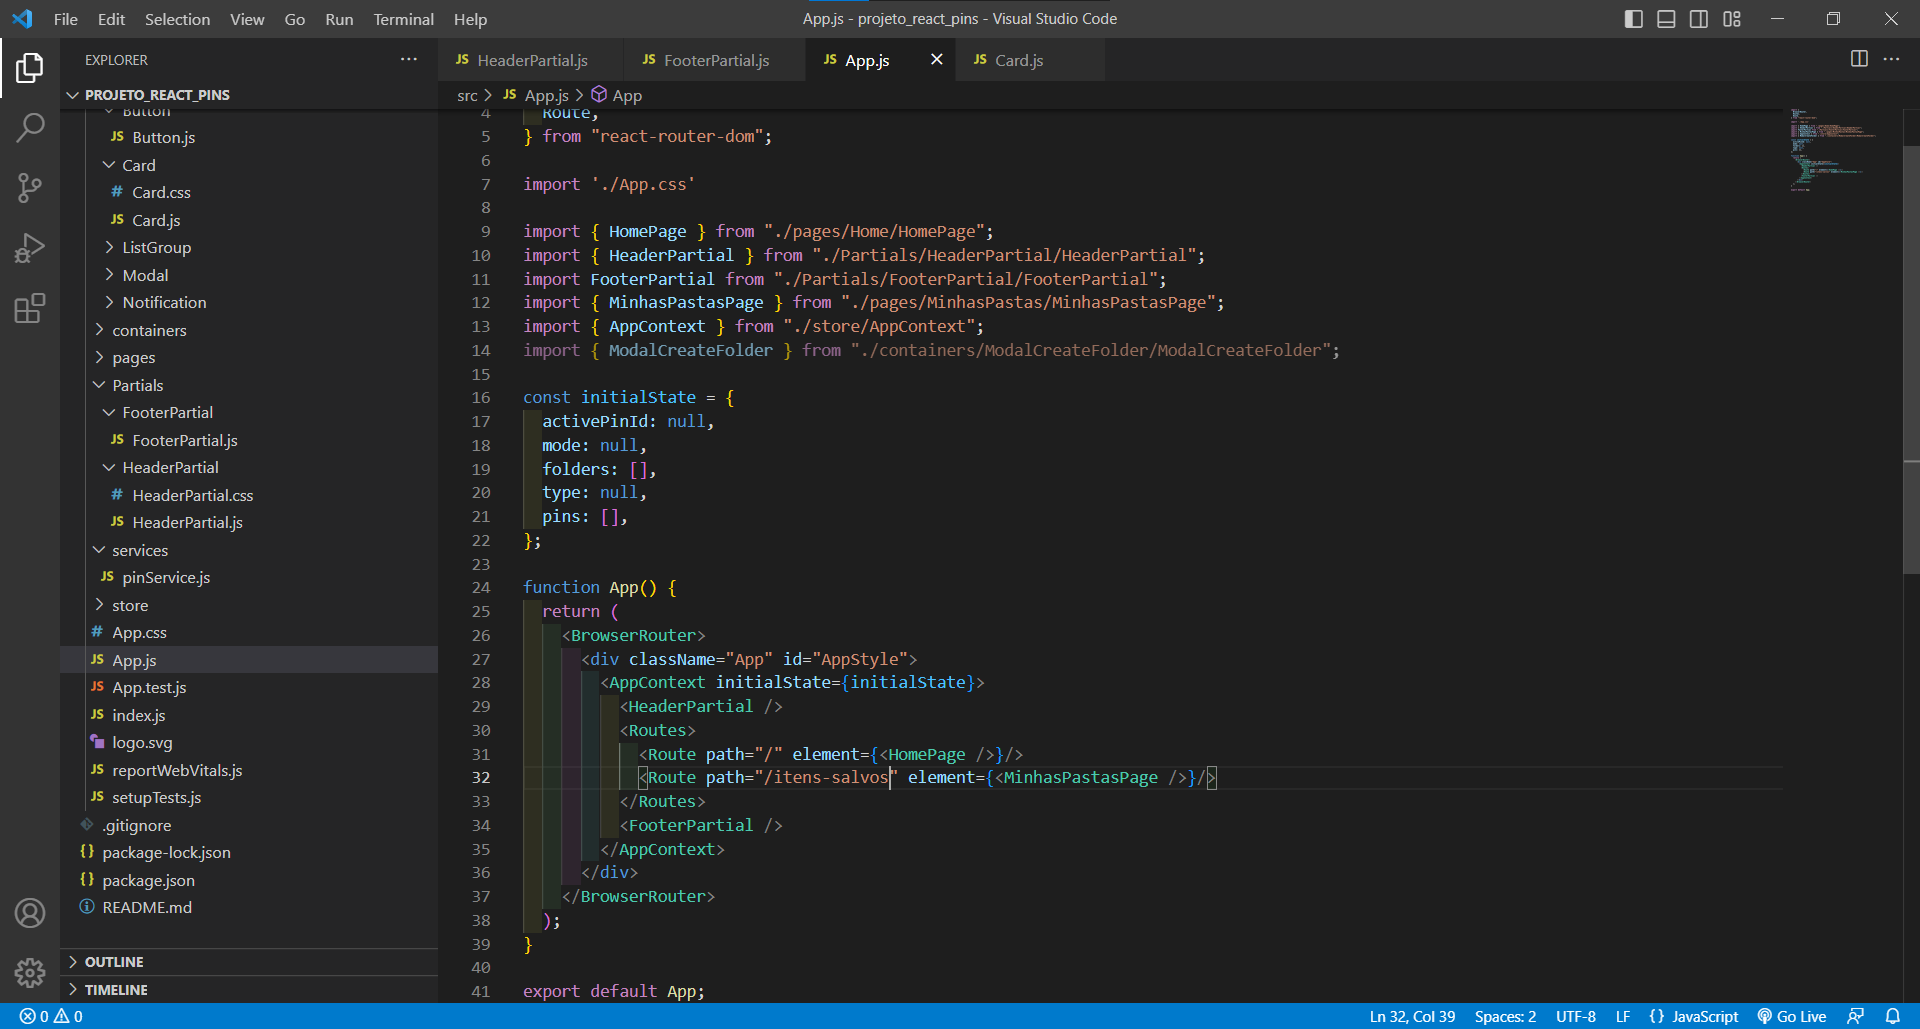 File Edit Selection View Go Run Terminal Help
App.js - projeto_react_pins - Visual Studio Code
EXPLORER
PROJETO_REACT_PINS
Button
JS Button.js
Card
# Card.css
JS Card.js
ListGroup
Modal
Notification
containers
pages
Partials
FooterPartial
JS FooterPartial.js
HeaderPartial
# HeaderPartial.css
JS HeaderPartial.js
services
JS pinService.js
store
# App.css
JS App.js
JS App.test.js
JS index.js
logo.svg
JS reportWebVitals.js
JS setupTests.js
.gitignore
{} package-lock.json
{} package.json
README.md
OUTLINE
TIMELINE
JS HeaderPartial.js JS FooterPartial.js JS App.js JS Card.js
src > JS App.js > App
4 Route,
5 } from "react-router-dom";
6
7 import './App.css'
8
9 import { HomePage } from "./pages/Home/HomePage";
10 import { HeaderPartial } from "./Partials/HeaderPartial/HeaderPartial";
11 import FooterPartial from "./Partials/FooterPartial/FooterPartial";
12 import { MinhasPastasPage } from "./pages/MinhasPastas/MinhasPastasPage";
13 import { AppContext } from "./store/AppContext";
14 import { ModalCreateFolder } from "./containers/ModalCreateFolder/ModalCreateFolder";
15
16 const initialState = {
17 activePinId: null,
18 mode: null,
19 folders: [],
20 type: null,
21 pins: [],
22 };
23
24 function App() {
25 return (
26 <BrowserRouter>
27 <div className="App" id="AppStyle">
28 <AppContext initialState={initialState}>
29 <HeaderPartial />
30 <Routes>
31 <Route path="/" element={<HomePage />}/>
32 <Route path="/itens-salvos" element={<MinhasPastasPage />}/>
33 </Routes>
34 <FooterPartial />
35 </AppContext>
36 </div>
37 </BrowserRouter>
38 );
39 }
40
41 export default App;
0 0
Ln 32, Col 39 Spaces: 2 UTF-8 LF {} JavaScript Go Live